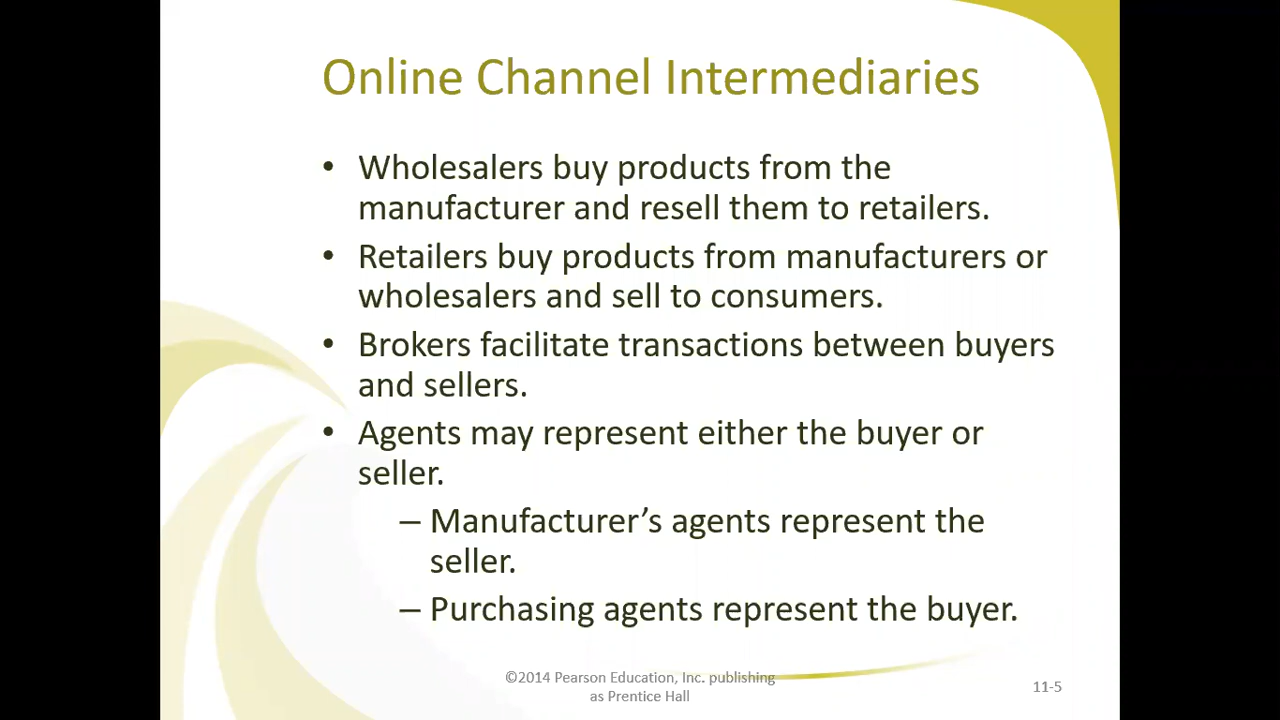 Online Channel Intermediaries
• Wholesalers buy products from the
manufacturer and resell them to retailers.
• Retailers buy products from manufacturers or
wholesalers and sell to consumers.
• Brokers facilitate transactions between buyers
and sellers.
• Agents may represent either the buyer or
seller.
– Manufacturer’s agents represent the
seller.
– Purchasing agents represent the buyer.
©2014 Pearson Education, Inc. publishing
as Prentice Hall
11-5